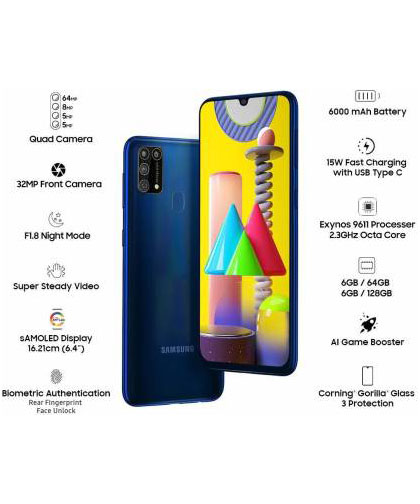 64MP
8MP
5MP
5MP
Quad Camera
32MP Front Camera
F1.8 Night Mode
Super Steady Video
sAMOLED Display
16.21cm (6.4")
Biometric Authentication
Rear Fingerprint
Face Unlock
SAMSUNG
6000 mAh Battery
15W Fast Charging
with USB Type C
Exynos 9611 Processer
2.3GHz Octa Core
6GB / 64GB
6GB / 128GB
AI Game Booster
Corning® Gorilla® Glass
3 Protection